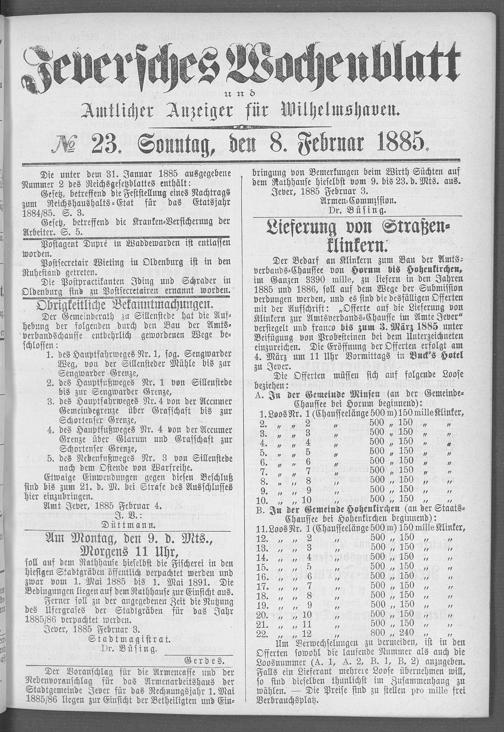 Jeversches Wochenblatt
und
Amtlicher Anzeiger für Wilhelmshaven.
№ 23. Sonntag, den 8. Februar 1885.
Die unter dem 31. Januar 1885 ausgegebene
Nummer 2 des Reichsgesetzblattes enthält:
Gesetz, betreffend die Feststellung eines Nachtrags
zum Reichshaushalts-Etat für das Etatsjahr
1884/85. S. 3.
Gesetz, betreffend die Kranken-Versicherung der
Arbeiter. S. 5.
Postagent Dupré in Waddewarden ist entlassen
worden.
Postsecretair Wieting in Oldenburg ist in den
Ruhestand getreten.
Die Postpractikanten Iding und Schrader in
Oldenburg sind zu Postsecretairen ernannt worden.
Obrigkeitliche Bekanntmachungen.
Der Gemeinderath zu Sillenstede hat die Auf-
hebung der folgenden durch den Bau der Amts-
verbandschaussee entbehrlich gewordenen Wege be-
schlossen:
1. des Hauptfahrweges Nr. 1, sog. Sengwarder
Weg, von der Sillensteder Mühle bis zur
Sengwarder Grenze,
2. des Hauptfußweges Nr. 1 von Sillenstede
bis zur Sengwarder Grenze,
3. des Hauptfahrweges Nr. 4 von der Accumer
Gemeindegrenze über Grafschaft bis zur
Schortenser Grenze,
4. des Hauptfußweges Nr. 4 von der Accumer
Grenze über Glarum und Grafschaft bis zur
Schortenser Grenze,
5. des Nebenfußweges Nr. 3 von Sillenstede
nach dem Ostende von Warfreihe.
Etwaige Einwendungen gegen diesen Beschluß
sind bis zum 21. d. M. bei Strafe des Ausschlusses
hier einzubringen.
Amt Jever, 1885 Februar 4.
J. V.:
Düttmann.
Am Montag, den 9. d. Mts.,
Morgens 11 Uhr,
soll auf dem Rathhause hieselbst die Fischerei in den
hiesigen Stadtgräben öffentlich verpachtet werden und
zwar vom 1. Mai 1885 bis 1. Mai 1891. Die
Bedingungen liegen auf dem Rathhause zur Einsicht aus.
Ferner soll zu der angegebenen Zeit die Nutzung
des Ufergrases der Stadtgräben für das Jahr
1885/86 verpachtet werden.
Jever, 1885 Februar 3.
Stadtmagistrat.
Dr. Büsing.
Gerdes.
Der Voranschlag für die Armencasse und der
Nebenvoranschlag für das Armenarbeitshaus der
Stadtgemeinde Jever für das Rechnungsjahr 1. Mai
1885/86 liegen zur Einsicht der Betheiligten und Ein-
bringung von Bemerkungen beim Wirth Süchten auf
dem Rathhause hieselbst vom 9. bis 23. d. Mts. aus.
Jever, 1885 Februar 3.
Armen-Commission.
Dr. Büsing.
Lieferung von Straßen-
klinkern.
Der Bedarf an Klinkern zum Bau der Amts-
verbands-Chaussee von Horum bis Hohenkirchen,
im Ganzen 3390 mille, zu liefern in den Jahren
1885 und 1886, soll auf dem Wege der Submission
verdungen werden, und es sind die desfälligen Offerten
mit der Aufschrift: „Offerte auf die Lieferung von
Klinkern zur Amtsverbands-Chaussee im Amte Jever“
versiegelt und franco bis zum 3. März 1885 unter
Beifügung von Probesteinen bei dem Unterzeichneten
einzureichen. Die Eröffnung der Offerten erfolgt am
4. März um 11 Uhr Vormittags in Buck's Hotel
zu Jever.
Die Offerten müssen sich auf folgende Loose
beziehen:
A. In der Gemeinde Minsen (an der Gemeinde-
Chaussee bei Horum beginnend):
1. Loos Nr. 1 (Chausseelänge 500 m) 150 mille Klinker,
2. „ „ 2 „ 500 „ 150 „ „
3. „ „ 3 „ 500 „ 150 „ „
4. „ „ 4 „ 500 „ 150 „ „
5. „ „ 5 „ 500 „ 150 „ „
6. „ „ 6 „ 500 „ 150 „ „
7. „ „ 7 „ 500 „ 150 „ „
8. „ „ 8 „ 500 „ 150 „ „
9. „ „ 9 „ 500 „ 150 „ „
10. „ „ 10 „ 500 „ 150 „ „
B. In der Gemeinde Hohenkirchen (an der Staats-
Chaussee bei Hohenkirchen beginnend):
11. Loos Nr. 1 (Chausseelänge 500 m) 150 mille Klinker,
12. „ „ 2 „ 500 „ 150 „ „
13. „ „ 3 „ 500 „ 150 „ „
14. „ „ 4 „ 500 „ 150 „ „
15. „ „ 5 „ 500 „ 150 „ „
16. „ „ 6 „ 500 „ 150 „ „
17. „ „ 7 „ 500 „ 150 „ „
18. „ „ 8 „ 500 „ 150 „ „
19. „ „ 9 „ 500 „ 150 „ „
20. „ „ 10 „ 500 „ 150 „ „
21. „ „ 11 „ 500 „ 150 „ „
22. „ „ 12 „ 800 „ 240 „ „
Um Verwechselungen zu vermeiden, ist in den
Offerten sowohl die laufende Nummer als auch die
Loosnummer (A. 1, A. 2, B. 1, B. 2) anzugeben.
Falls ein Lieferant mehrere Loose übernehmen will,
so sind dieselben thunlichst im Zusammenhang zu
wählen. — Die Preise sind zu stellen pro mille frei
Verbrauchsplatz.